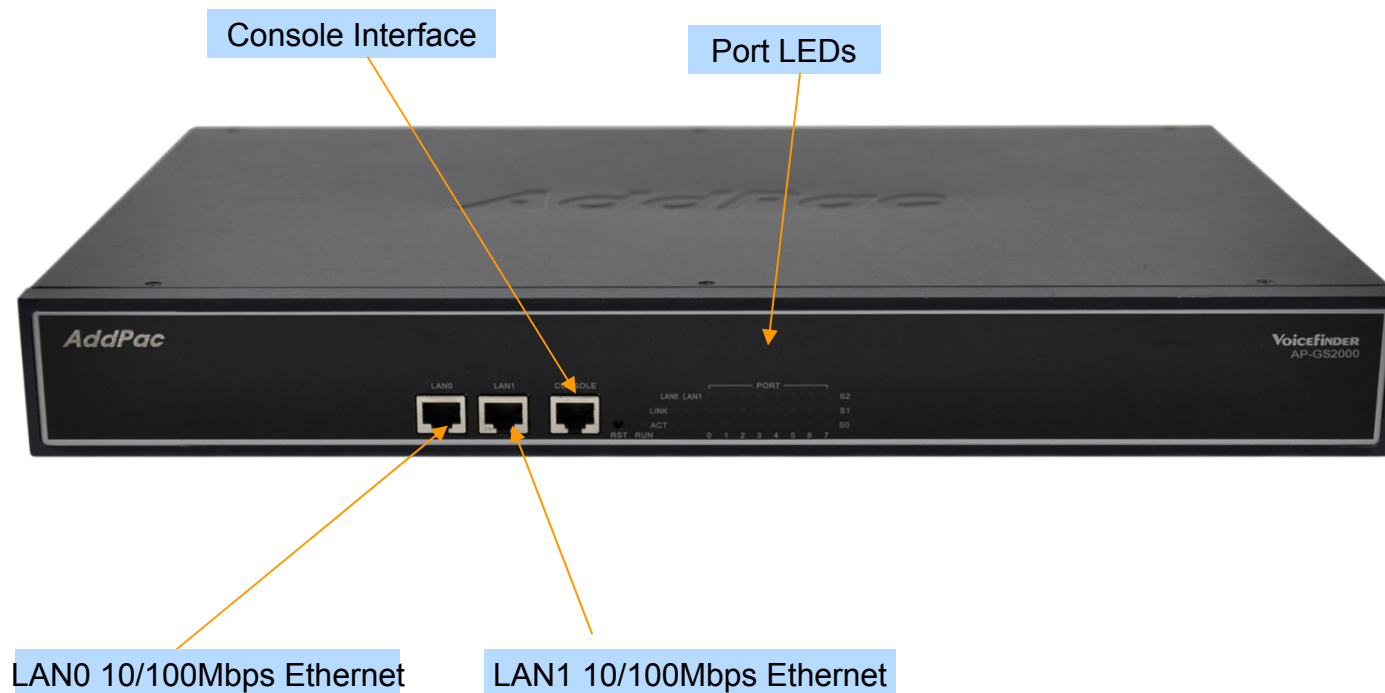 Console Interface
Port LEDs
AddPac
AddPac
VoiceFinder
AP-GS2000
LAN0 LAN1 CONSOLE
PORT
LAN0 LAN1 S2
LINK S1
ACT S0
RST RUN 0 1 2 3 4 5 6 7
LAN0 10/100Mbps Ethernet
LAN1 10/100Mbps Ethernet